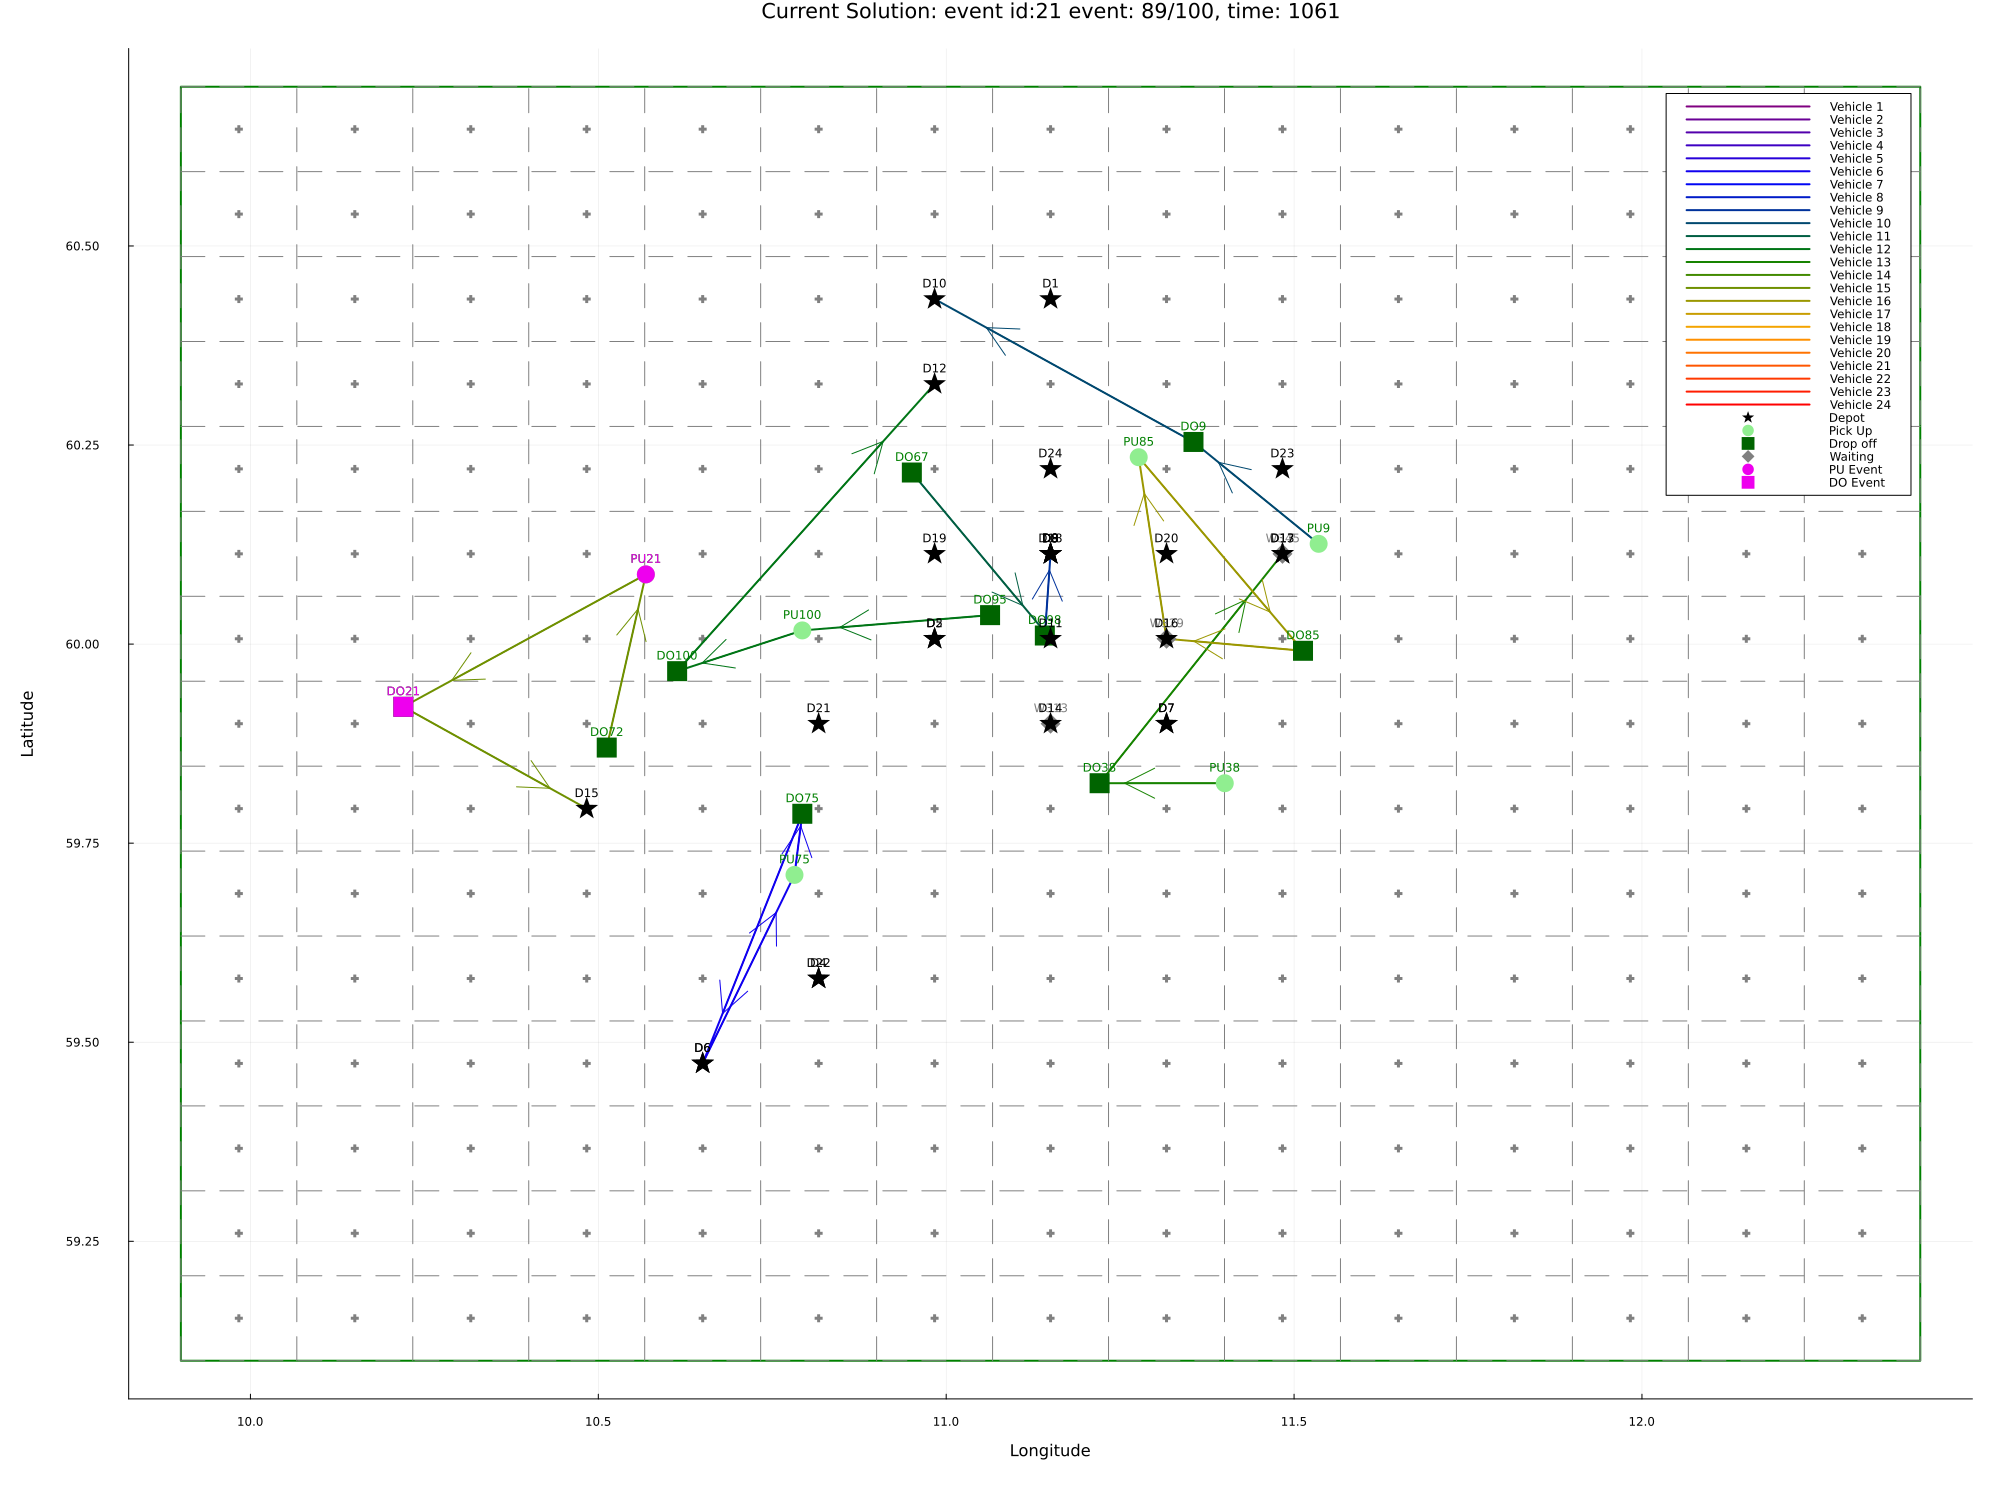 Current Solution: event id:21 event: 89/100, time: 1061
Vehicle 1
Vehicle 2
Vehicle 3
Vehicle 4
Vehicle 5
Vehicle 6
Vehicle 7
Vehicle 8
Vehicle 9
Vehicle 10
Vehicle 11
Vehicle 12
Vehicle 13
Vehicle 14
Vehicle 15
Vehicle 16
Vehicle 17
Vehicle 18
Vehicle 19
Vehicle 20
Vehicle 21
Vehicle 22
Vehicle 23
Vehicle 24
Depot
Pick Up
Drop off
Waiting
PU Event
DO Event
60.50
60.25
60.00
59.75
59.50
59.25
Latitude
D10
D1
D12
DO9
PU85
D24
D23
DO67
PU9
D19
D20
PU21
DO95
PU100
D11
D16
DO85
DO100
DO21
D21
D14
D7
DO72
DO38
PU38
D15
DO75
PU75
D6
10.0
10.5
11.0
11.5
12.0
Longitude